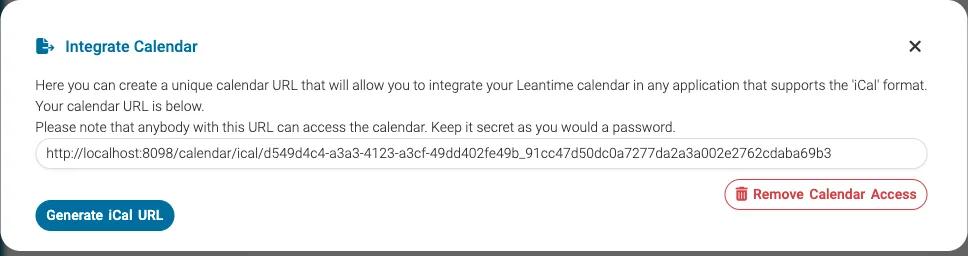 Integrate Calendar
Here you can create a unique calendar URL that will allow you to integrate your Leantime calendar in any application that supports the 'iCal' format.
Your calendar URL is below.
Please note that anybody with this URL can access the calendar. Keep it secret as you would a password.
http://localhost:8098/calendar/ical/d549d4c4-a3a3-4123-a3cf-49dd402fe49b_91cc47d50dc0a7277da2a3a002e2762cdaba69b3
Remove Calendar Access
Generate iCal URL